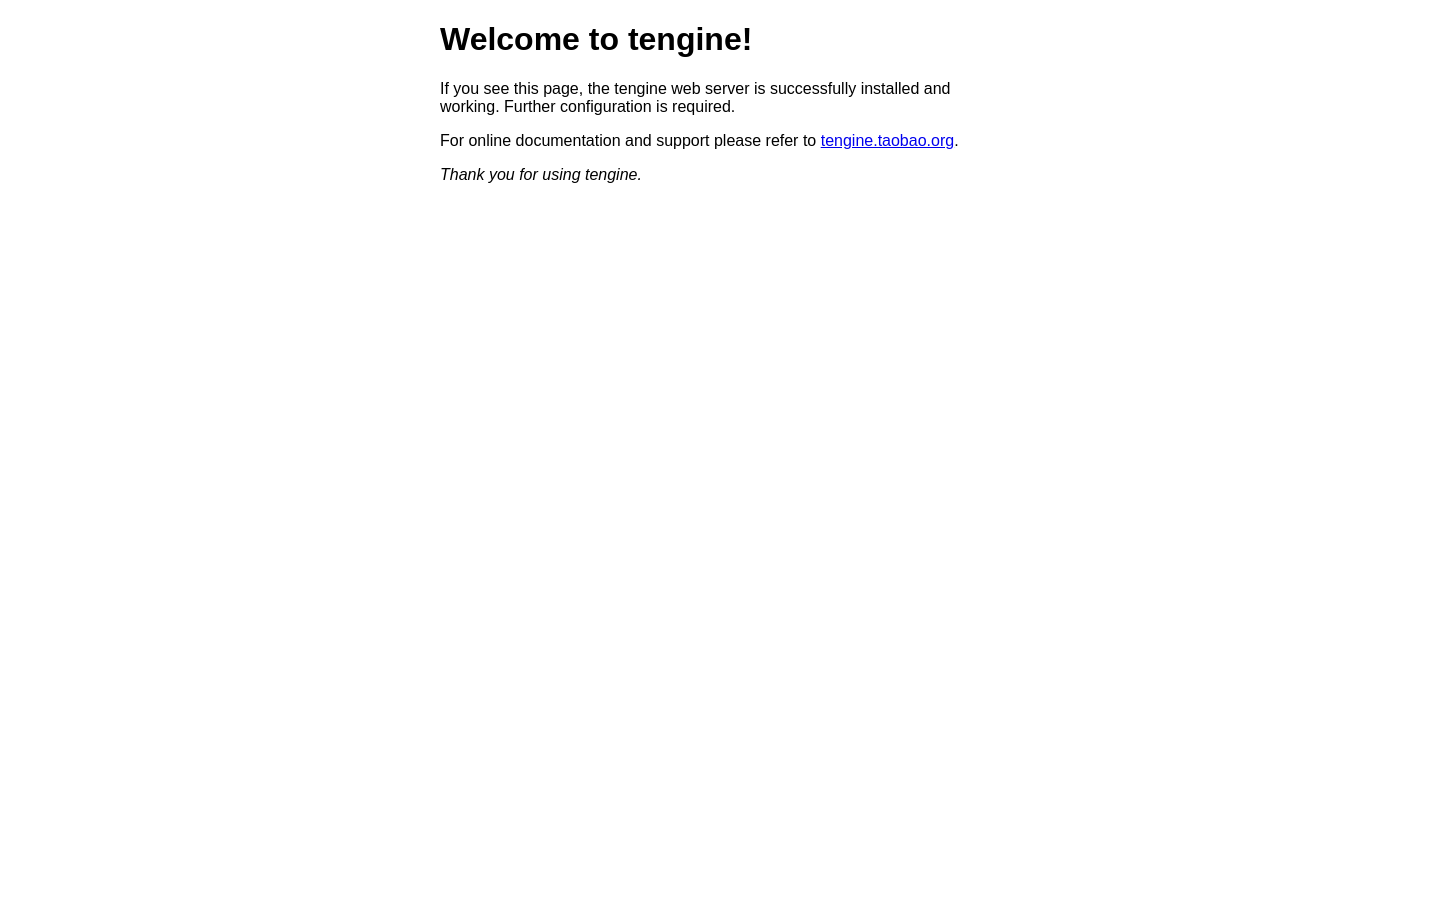 Welcome to tengine!
If you see this page, the tengine web server is successfully installed and
working. Further configuration is required.
For online documentation and support please refer to tengine.taobao.org.
Thank you for using tengine.